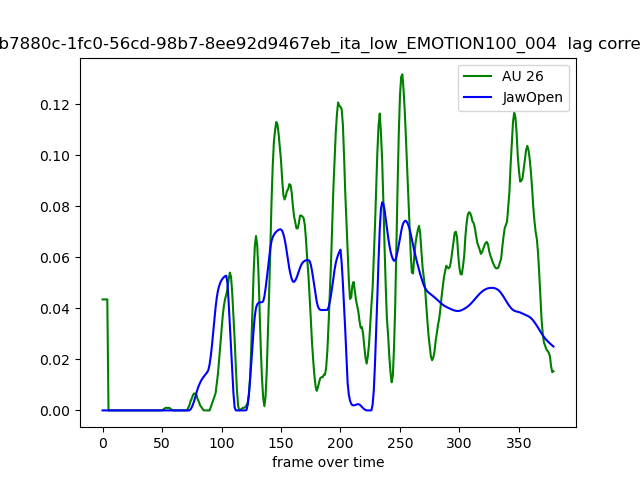 b7880c-1fc0-56cd-98b7-8ee92d9467eb_ita_low_EMOTION100_004 lag corre
AU 26
JawOpen
0.12
0.10
0.08
0.06
0.04
0.02
0.00
0 50 100 150 200 250 300 350
frame over time